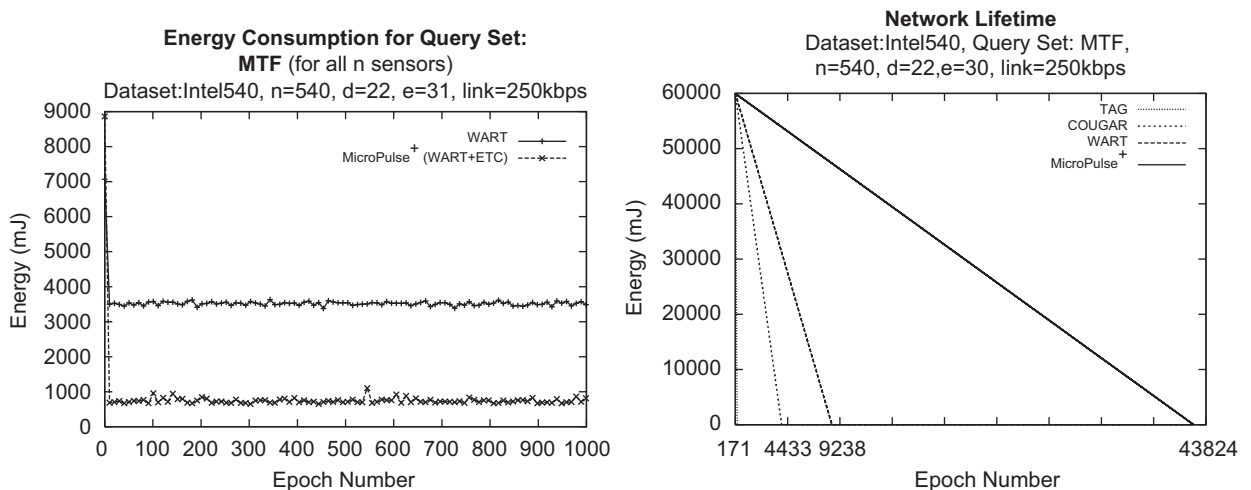 Energy Consumption for Query Set:
MTF (for all n sensors)
Dataset:Intel540, n=540, d=22, e=31, link=250kbps
9000
8000
7000
6000
5000
4000
3000
2000
1000
0
Energy (mJ)
WART
MicroPulse+ (WART+ETC)
0 100 200 300 400 500 600 700 800 900 1000
Epoch Number
Network Lifetime
Dataset:Intel540, Query Set: MTF,
n=540, d=22,e=30, link=250kbps
60000
50000
40000
30000
20000
10000
0
Energy (mJ)
TAG
COUGAR
WART
MicroPulse+
171 4433 9238 43824
Epoch Number